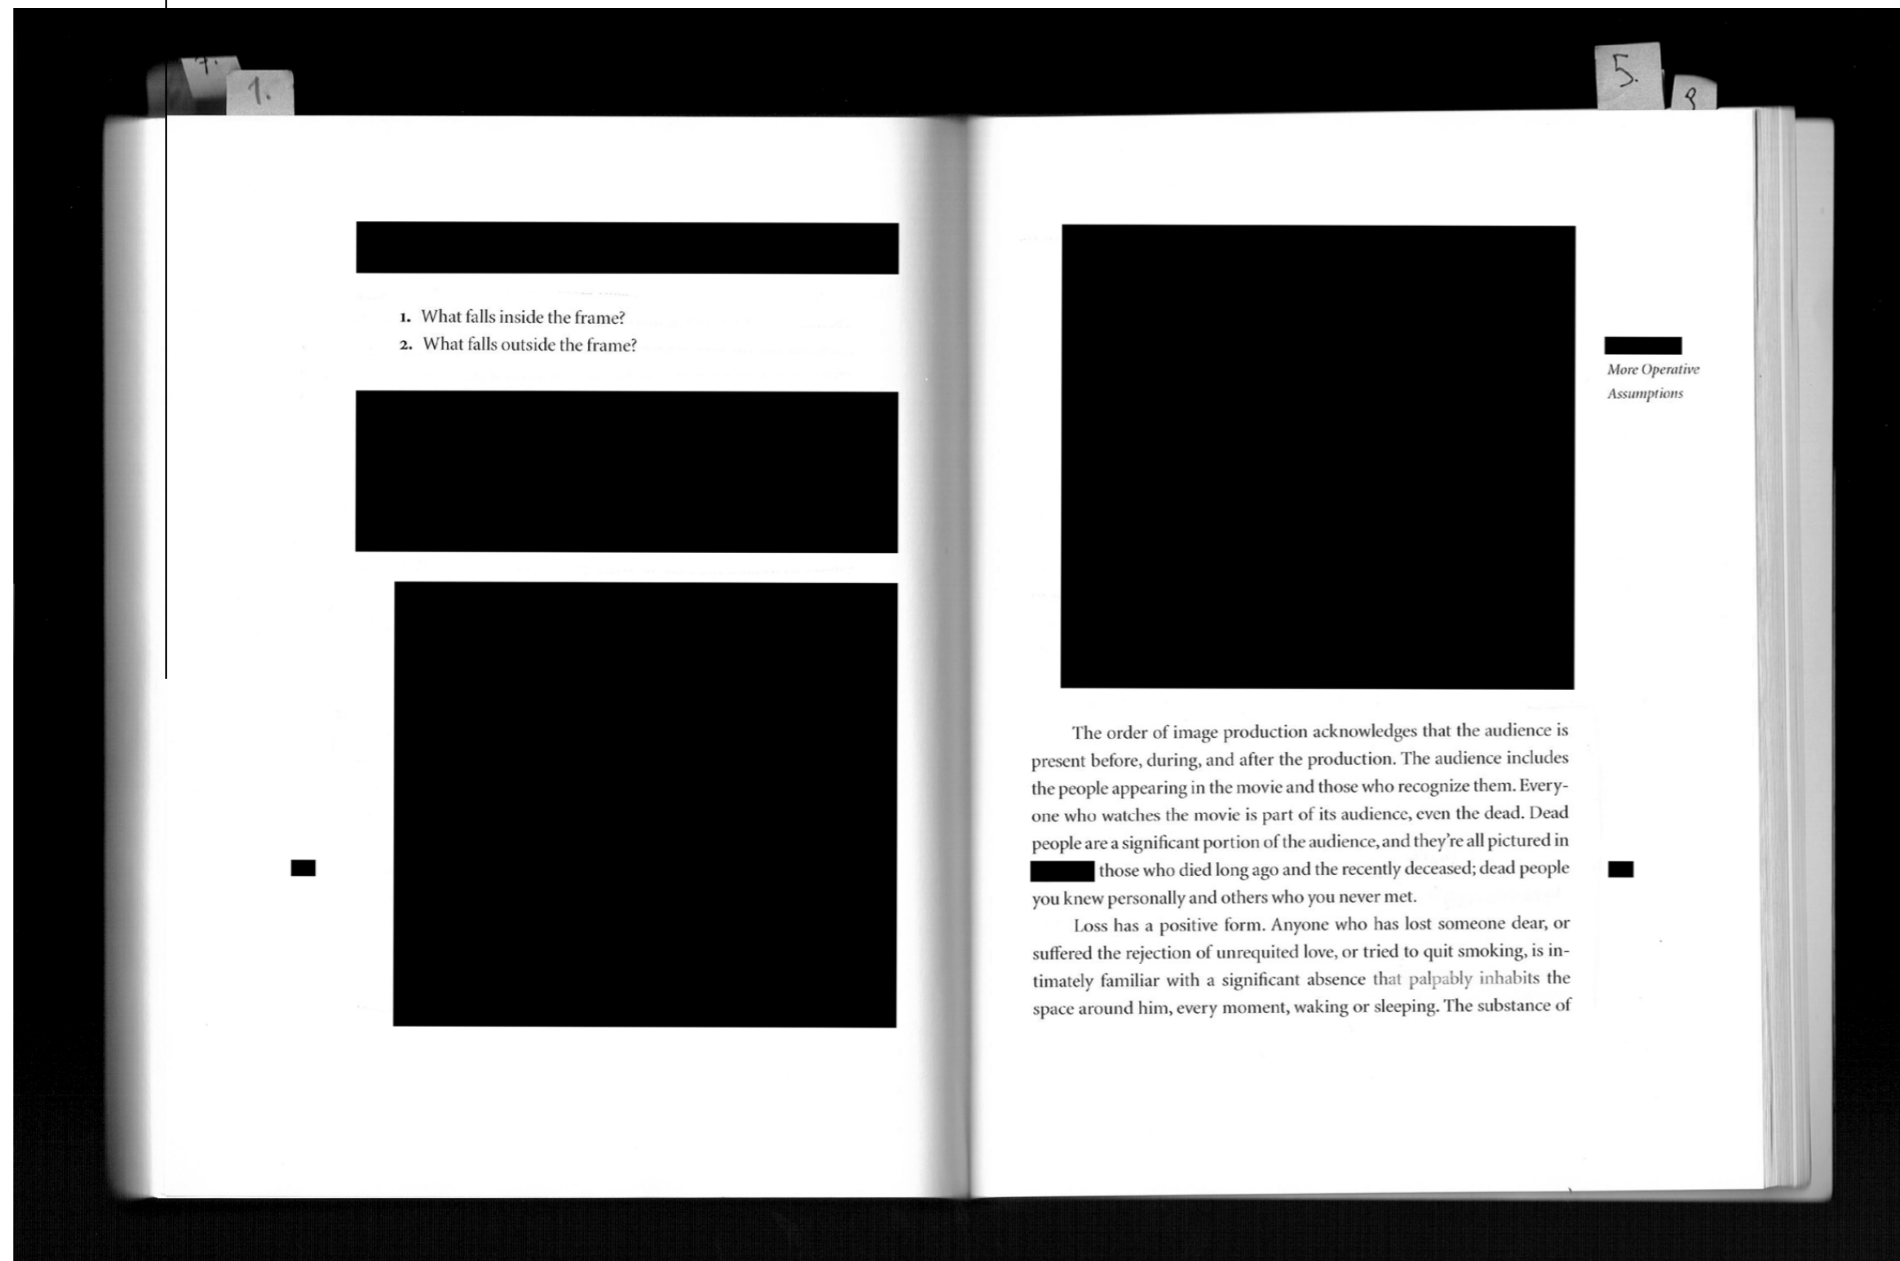 7.
1.
5.
8
1. What falls inside the frame?
2. What falls outside the frame?
More Operative
Assumptions
The order of image production acknowledges that the audience is
present before, during, and after the production. The audience includes
the people appearing in the movie and those who recognize them. Every-
one who watches the movie is part of its audience, even the dead. Dead
people are a significant portion of the audience, and they're all pictured in
those who died long ago and the recently deceased; dead people
you knew personally and others who you never met.
Loss has a positive form. Anyone who has lost someone dear, or
suffered the rejection of unrequited love, or tried to quit smoking, is in-
timately familiar with a significant absence that palpably inhabits the
space around him, every moment, waking or sleeping. The substance of